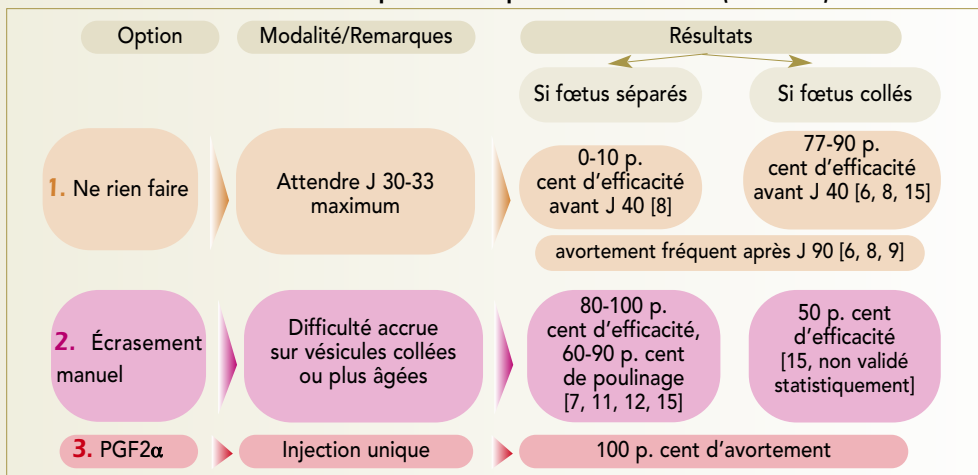 Option
Modalité/Remarques
Résultats
Si fœtus séparés
Si fœtus collés
1. Ne rien faire
Attendre J 30-33
maximum
0-10 p.
cent d'efficacité
avant J 40 [8]
77-90 p.
cent d'efficacité
avant J 40 [6, 8, 15]
avortement fréquent après J 90 [6, 8, 9]
2. Écrasement
manuel
Difficulté accrue
sur vésicules collées
ou plus âgées
80-100 p.
cent d'efficacité,
60-90 p. cent
de poulinage
[7, 11, 12, 15]
50 p. cent
d'efficacité
[15, non validé
statistiquement]
3. PGF2α
Injection unique
100 p. cent d'avortement